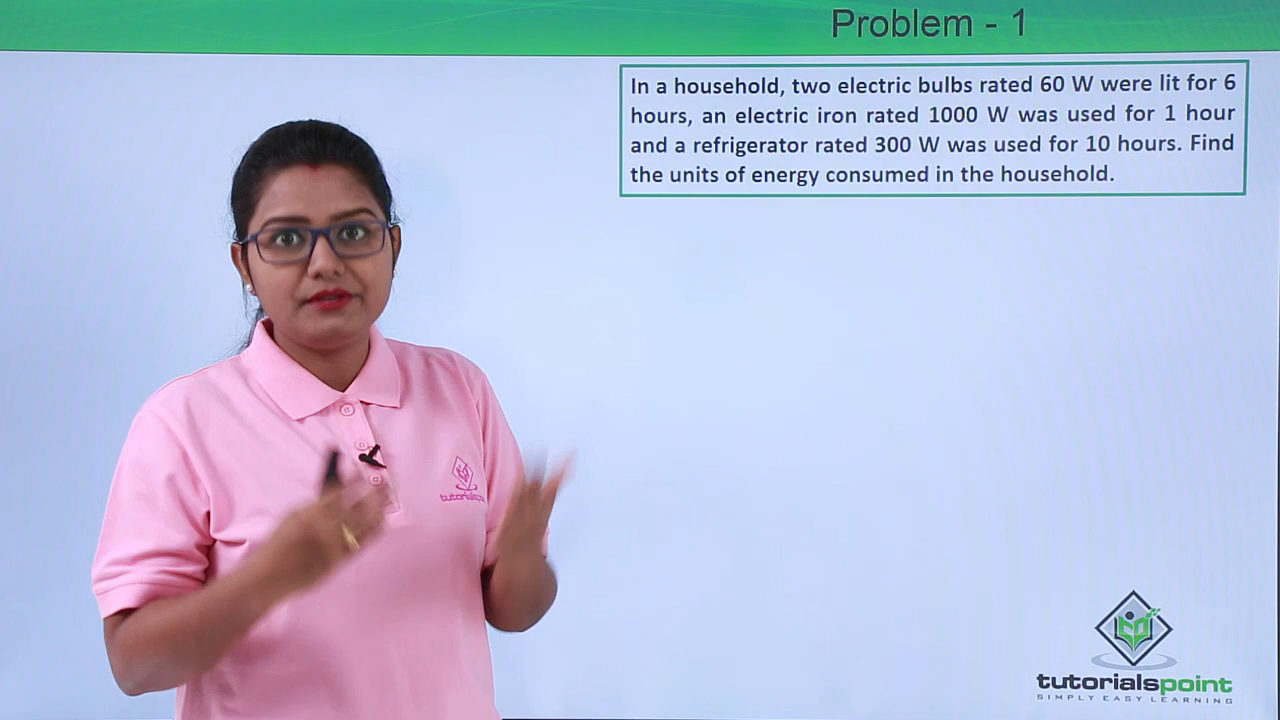 Problem - 1
In a household, two electric bulbs rated 60 W were lit for 6
hours, an electric iron rated 1000 W was used for 1 hour
and a refrigerator rated 300 W was used for 10 hours. Find
the units of energy consumed in the household.
tutorialspoint
SIMPLY EASY LEARNING